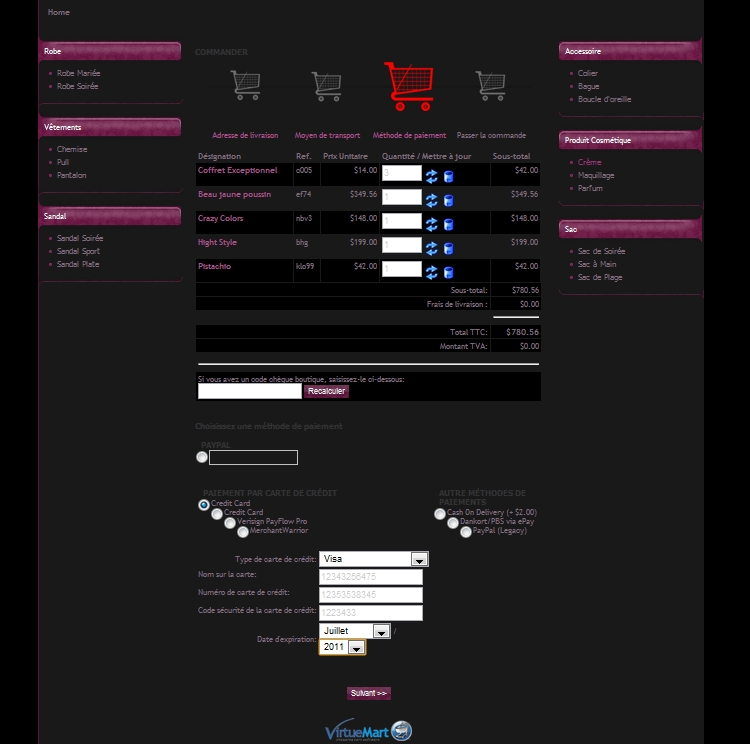 Home
Robe
Robe Mariée
Robe Soirée
Vêtements
Chemise
Pull
Pantalon
Sandal
Sandal Soirée
Sandal Sport
Sandal Plate
COMMANDER
Adresse de livraison Moyen de transport Méthode de paiement Passer la commande
Désignation Ref. Prix Unitaire Quantité / Mettre à jour Sous-total
Coffret Exceptionnel c005 $14.00 3 $42.00
Beau jaune poussin ef74 $349.56 1 $349.56
Crazy Colors nbv3 $148.00 1 $148.00
Hight Style bhg $199.00 1 $199.00
Pistachio klo99 $42.00 1 $42.00
Sous-total: $780.56
Frais de livraison : $0.00
Total TTC: $780.56
Montant TVA: $0.00
Si vous avez un code chèque boutique, saisissez-le ci-dessous:
Recalculer
Choisissez une méthode de paiement
PAYPAL
PAIEMENT PAR CARTE DE CRÉDIT
Credit Card
Credit Card
Verisign PayFlow Pro
MerchantWarrior
AUTRE MÉTHODES DE
PAIEMENTS
Cash On Delivery (+ $2.00)
Dankort/PBS via ePay
PayPal (Legacy)
Type de carte de crédit: Visa
Nom sur la carte: 12343256475
Numéro de carte de crédit: 12353538345
Code sécurité de la carte de crédit: 1223433
Date d'expiration: Juillet /
2011
Suivant >>
VirtueMart
Accessoire
Colier
Bague
Boucle d'oreille
Produit Cosmétique
Crème
Maquillage
Parfum
Sac
Sac de Soirée
Sac à Main
Sac de Plage